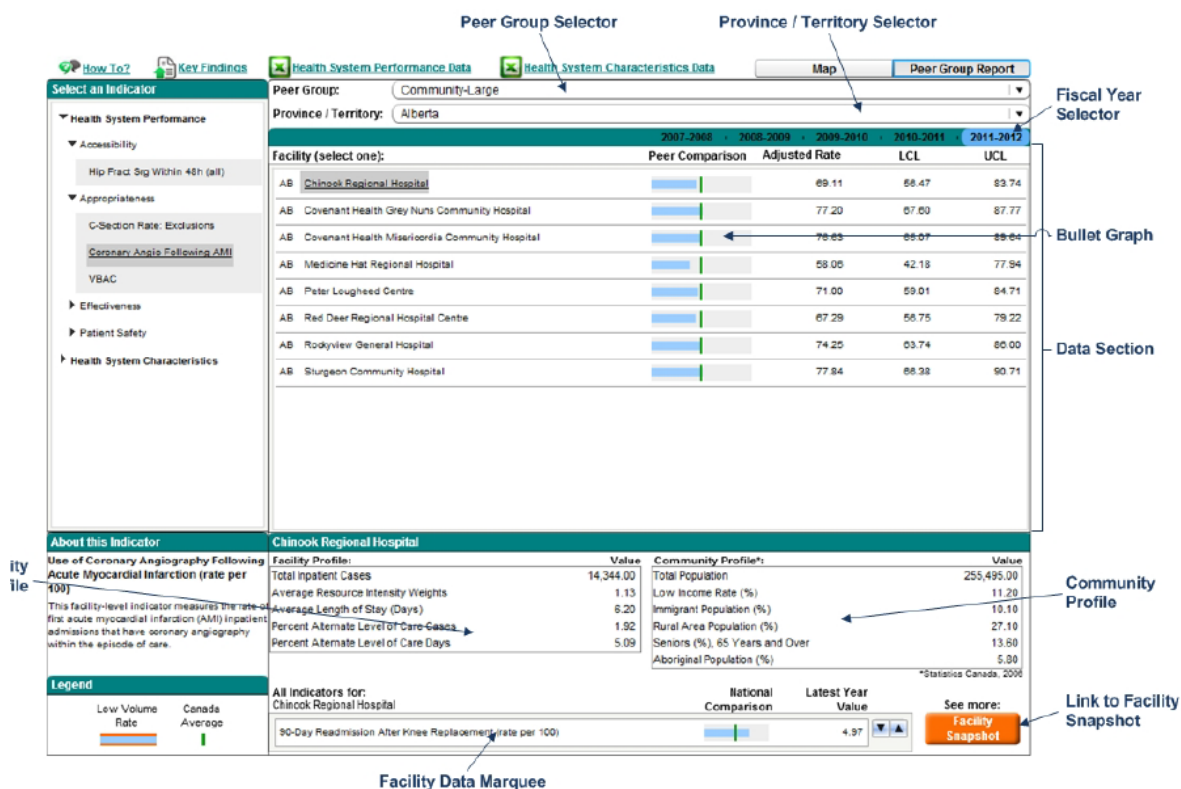 Peer Group Selector
Province / Territory Selector
How To?
Key Findings
Health System Performance Data
Health System Characteristics Data
Map
Peer Group Report
Select an Indicator
Peer Group:
Community-Large
Fiscal Year
Selector
Province / Territory:
Alberta
Health System Performance
2007-2008 · 2008-2009 · 2009-2010 · 2010-2011 · 2011-2012
Accessibility
Facility (select one):
Peer Comparison
Adjusted Rate
LCL
UCL
Hip Fract Srg Within 48h (all)
AB Chinook Regional Hospital 69.11 56.47 83.74
Appropriateness
AB Covenant Health Grey Nuns Community Hospital 77.20 67.60 87.77
C-Section Rate: Exclusions
AB Covenant Health Misericordia Community Hospital
Bullet Graph
Coronary Angio Following AMI
AB Medicine Hat Regional Hospital 58.06 42.18 77.94
VBAC
AB Peter Lougheed Centre 71.00 59.01 84.71
Effectiveness
AB Red Deer Regional Hospital Centre 67.29 56.75 79.22
Patient Safety
AB Rockyview General Hospital 74.25 63.74 86.00
Data Section
Health System Characteristics
AB Sturgeon Community Hospital 77.84 66.38 90.71
About this Indicator
Chinook Regional Hospital
ity
Use of Coronary Angiography Following
Acute Myocardial Infarction (rate per
100)
This facility-level indicator measures the rate of
first acute myocardial infarction (AMI) inpatient
admissions that have coronary angiography
within the episode of care.
Facility Profile: Value
Total Inpatient Cases 14,344.00
Average Resource Intensity Weights 1.13
Average Length of Stay (Days) 6.20
Percent Alternate Level of Care Cases 1.92
Percent Alternate Level of Care Days 5.09
Community Profile*: Value
Total Population 255,495.00
Low Income Rate (%) 11.20
Immigrant Population (%) 10.10
Rural Area Population (%) 27.10
Seniors (%), 65 Years and Over 13.60
Aboriginal Population (%) 5.80
*Statistics Canada, 2006
Community
Profile
Legend
Low Volume
Rate
Canada
Average
All Indicators for:
Chinook Regional Hospital
National
Comparison
Latest Year
Value
See more:
Facility
Snapshot
Link to Facility
Snapshot
90-Day Readmission After Knee Replacement (rate per 100) 4.97
Facility Data Marquee